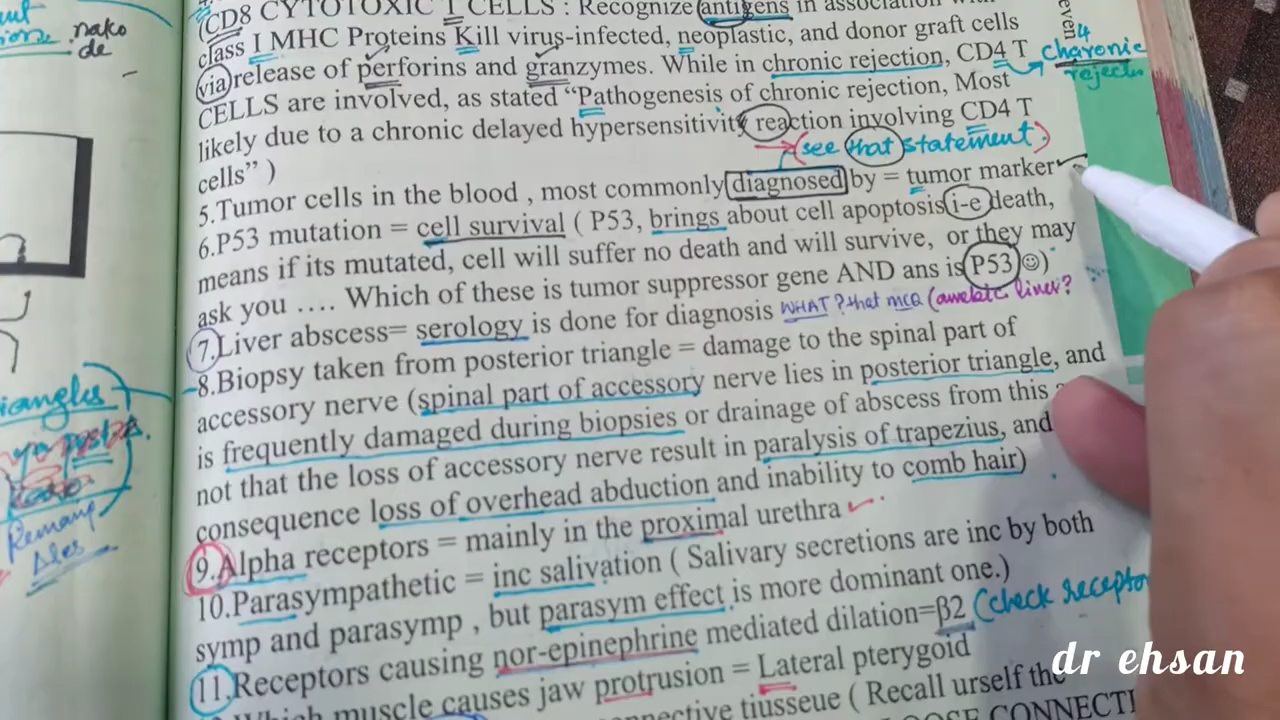 nako
de
CD8 CYTOTOXIC T CELLS : Recognize antigens in association with
class I MHC Proteins Kill virus-infected, neoplastic, and donor graft cells
via release of perforins and granzymes. While in chronic rejection, CD4 T
CELLS are involved, as stated “Pathogenesis of chronic rejection, Most
likely due to a chronic delayed hypersensitivity reaction involving CD4 T
cells” )
even
4
charonic
(see that statement)
5.Tumor cells in the blood , most commonly diagnosed by = tumor marker
6.P53 mutation = cell survival ( P53, brings about cell apoptosis i-e death,
means if its mutated, cell will suffer no death and will survive, or they may
ask you …. Which of these is tumor suppressor gene AND ans is P53 ☺)
7.Liver abscess= serology is done for diagnosis WHAT? that mcq
8.Biopsy taken from posterior triangle = damage to the spinal part of
accessory nerve (spinal part of accessory nerve lies in posterior triangle, and
is frequently damaged during biopsies or drainage of abscess from this
not that the loss of accessory nerve result in paralysis of trapezius, and
consequence loss of overhead abduction and inability to comb hair)
9.Alpha receptors = mainly in the proximal urethra
10.Parasympathetic = inc salivation ( Salivary secretions are inc by both
symp and parasymp , but parasym effect is more dominant one.)
11.Receptors causing nor-epinephrine mediated dilation=β2 (check receptor
Which muscle causes jaw protrusion = Lateral pterygoid
tiusseue ( Recall urself the
dr ehsan